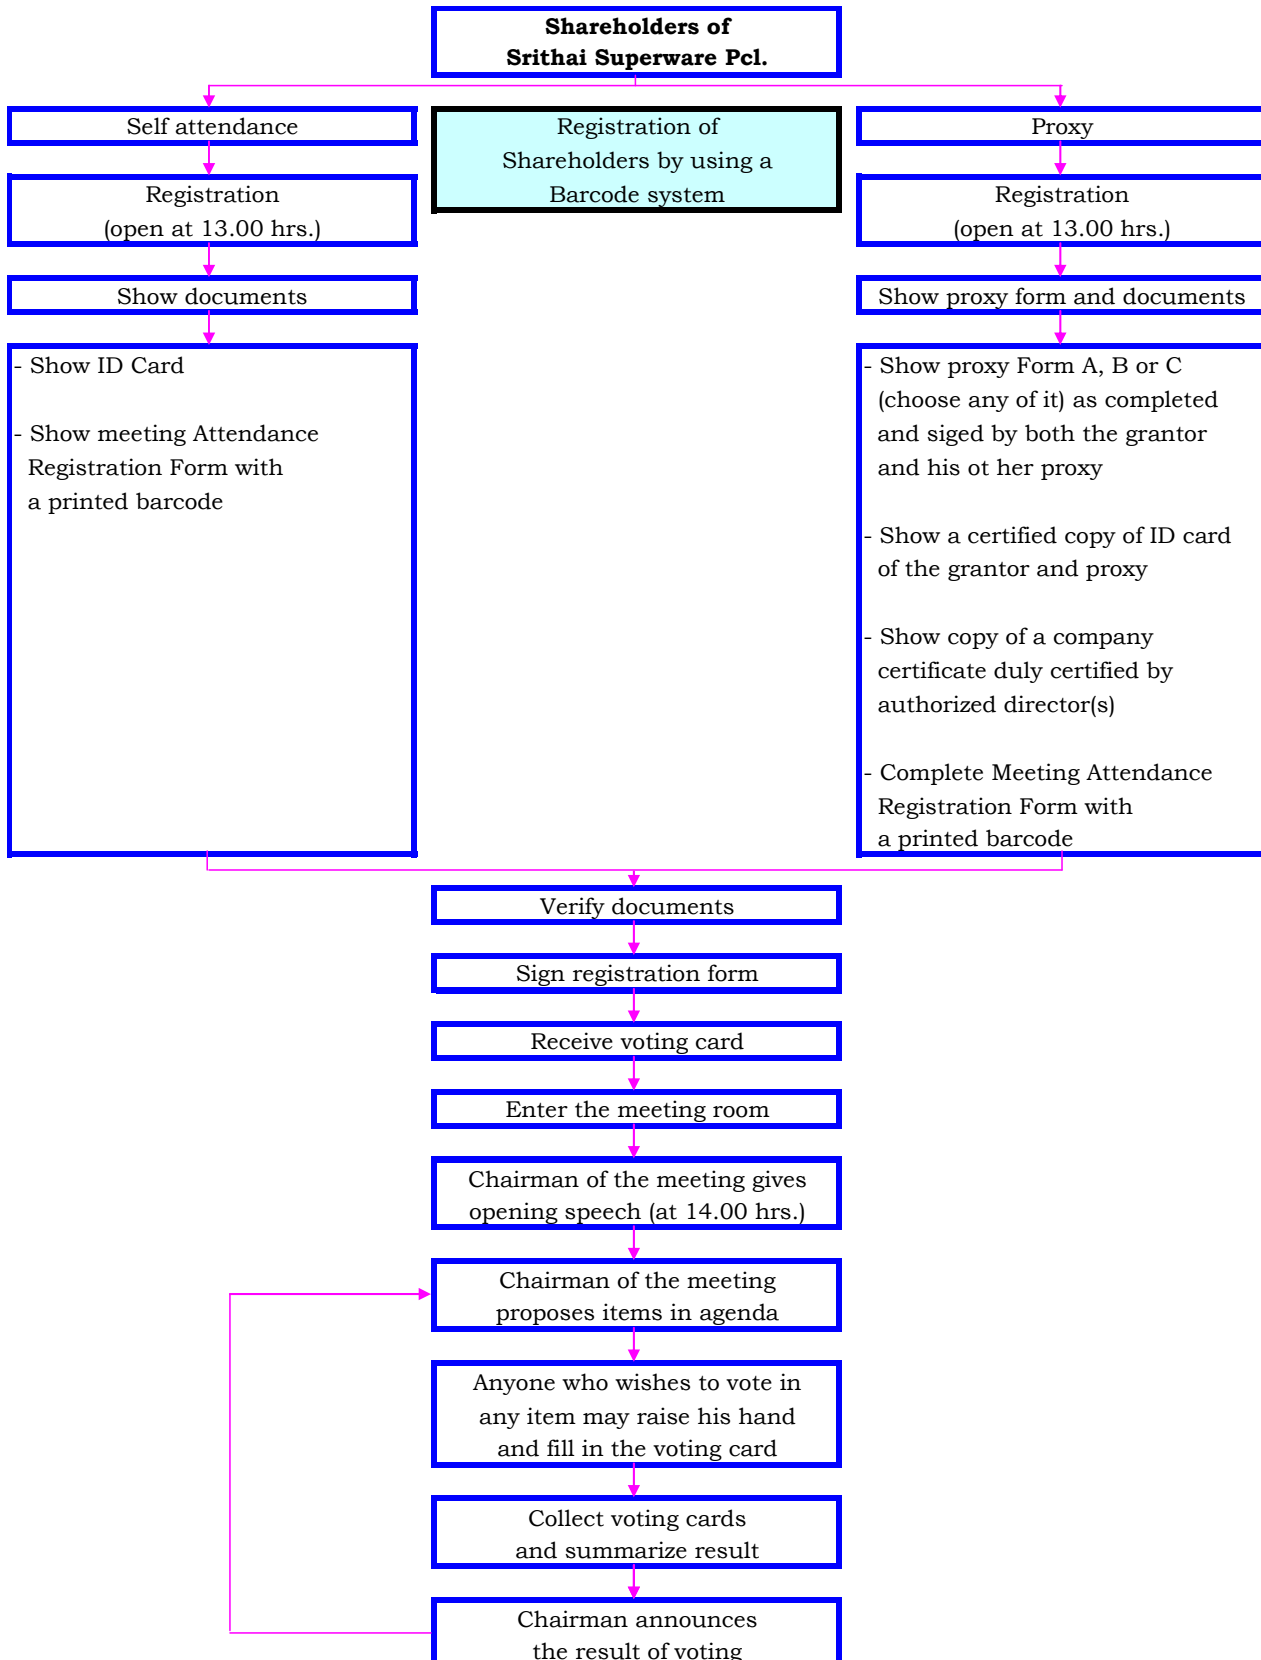 Shareholders of
Srithai Superware Pcl.
Self attendance
Registration of
Shareholders by using a
Barcode system
Proxy
Registration
(open at 13.00 hrs.)
Registration
(open at 13.00 hrs.)
Show documents
Show proxy form and documents
- Show ID Card
- Show meeting Attendance
Registration Form with
a printed barcode
- Show proxy Form A, B or C
(choose any of it) as completed
and siged by both the grantor
and his ot her proxy
- Show a certified copy of ID card
of the grantor and proxy
- Show copy of a company
certificate duly certified by
authorized director(s)
- Complete Meeting Attendance
Registration Form with
a printed barcode
Verify documents
Sign registration form
Receive voting card
Enter the meeting room
Chairman of the meeting gives
opening speech (at 14.00 hrs.)
Chairman of the meeting
proposes items in agenda
Anyone who wishes to vote in
any item may raise his hand
and fill in the voting card
Collect voting cards
and summarize result
Chairman announces
the result of voting